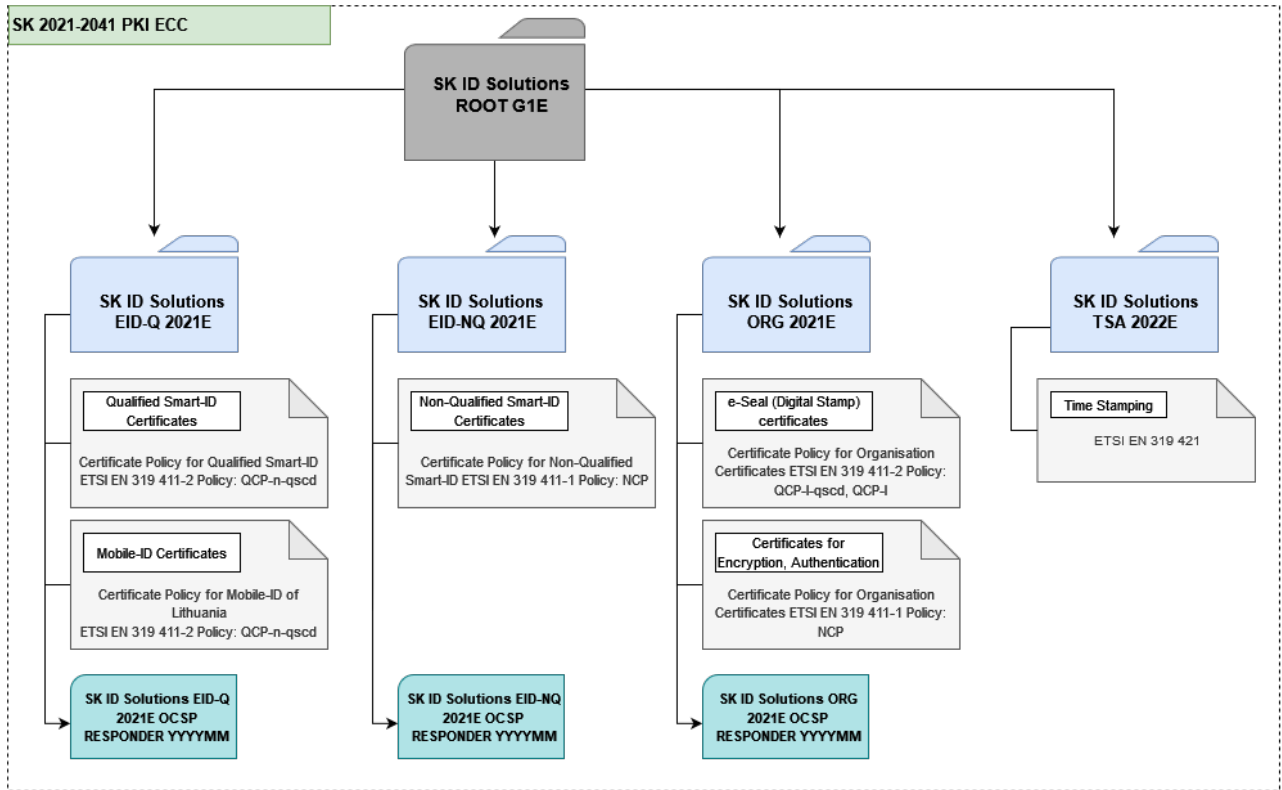 SK 2021-2041 PKI ECC
SK ID Solutions
ROOT G1E
SK ID Solutions
EID-Q 2021E
SK ID Solutions
EID-NQ 2021E
SK ID Solutions
ORG 2021E
SK ID Solutions
TSA 2022E
Qualified Smart-ID
Certificates
Certificate Policy for Qualified Smart-ID
ETSI EN 319 411-2 Policy: QCP-n-qscd
Non-Qualified Smart-ID
Certificates
Certificate Policy for Non-Qualified
Smart-ID ETSI EN 319 411-1 Policy: NCP
e-Seal (Digital Stamp)
certificates
Certificate Policy for Organisation
Certificates ETSI EN 319 411-2 Policy:
QCP-l-qscd, QCP-l
Time Stamping
ETSI EN 319 421
Mobile-ID Certificates
Certificate Policy for Mobile-ID of
Lithuania
ETSI EN 319 411-2 Policy: QCP-n-qscd
Certificates for
Encryption, Authentication
Certificate Policy for Organisation
Certificates ETSI EN 319 411-1 Policy:
NCP
SK ID Solutions EID-Q
2021E OCSP
RESPONDER YYYYMM
SK ID Solutions EID-NQ
2021E OCSP
RESPONDER YYYYMM
SK ID Solutions ORG
2021E OCSP
RESPONDER YYYYMM